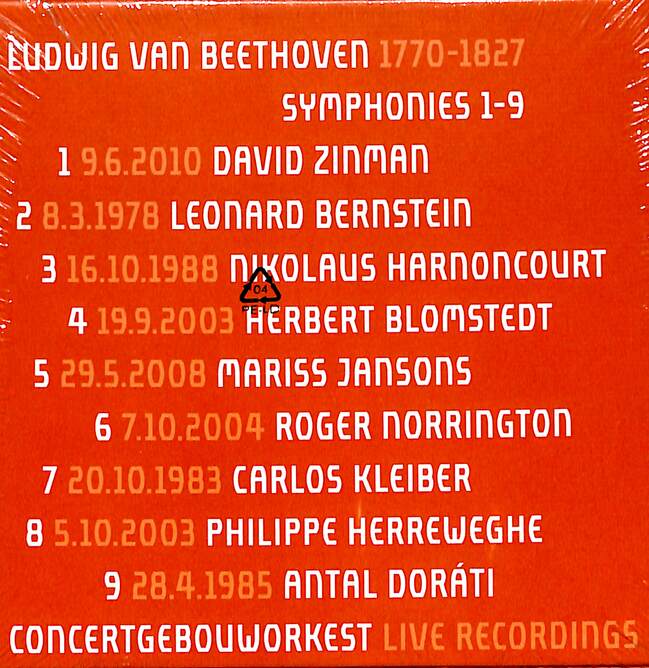 LUDWIG VAN BEETHOVEN 1770-1827
SYMPHONIES 1-9
1 9.6.2010 DAVID ZINMAN
2 8.3.1978 LEONARD BERNSTEIN
3 16.10.1988 NIKOLAUS HARNONCOURT
04
PE-LD
4 19.9.2003 HERBERT BLOMSTEDT
5 29.5.2008 MARISS JANSONS
6 7.10.2004 ROGER NORRINGTON
7 20.10.1983 CARLOS KLEIBER
8 5.10.2003 PHILIPPE HERREWEGHE
9 28.4.1985 ANTAL DORÁTI
CONCERTGEBOUWORKEST LIVE RECORDINGS